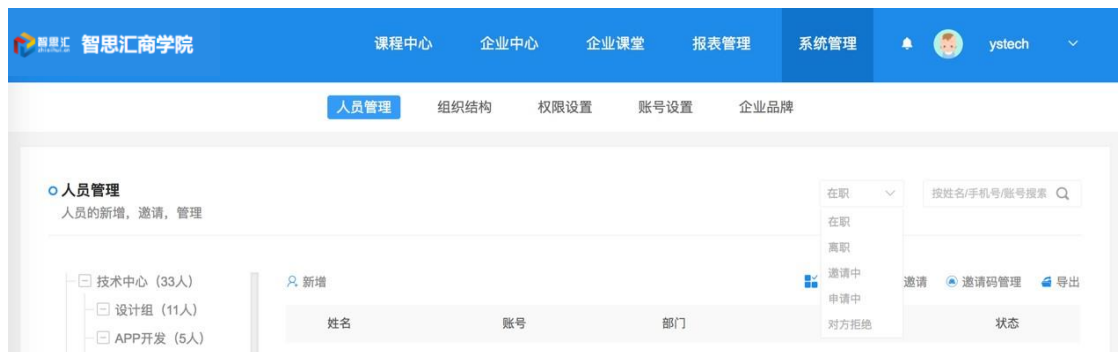 智思汇 智思汇商学院 课程中心 企业中心 企业课堂 报表管理 系统管理 ystech
人员管理 组织结构 权限设置 账号设置 企业品牌
人员管理
人员的新增，邀请，管理
在职 按姓名/手机号/账号搜索
在职
离职
邀请中
申请中
对方拒绝
技术中心（33人）
设计组（11人）
APP开发（5人）
新增 邀请 邀请码管理 导出
姓名 账号 部门 状态